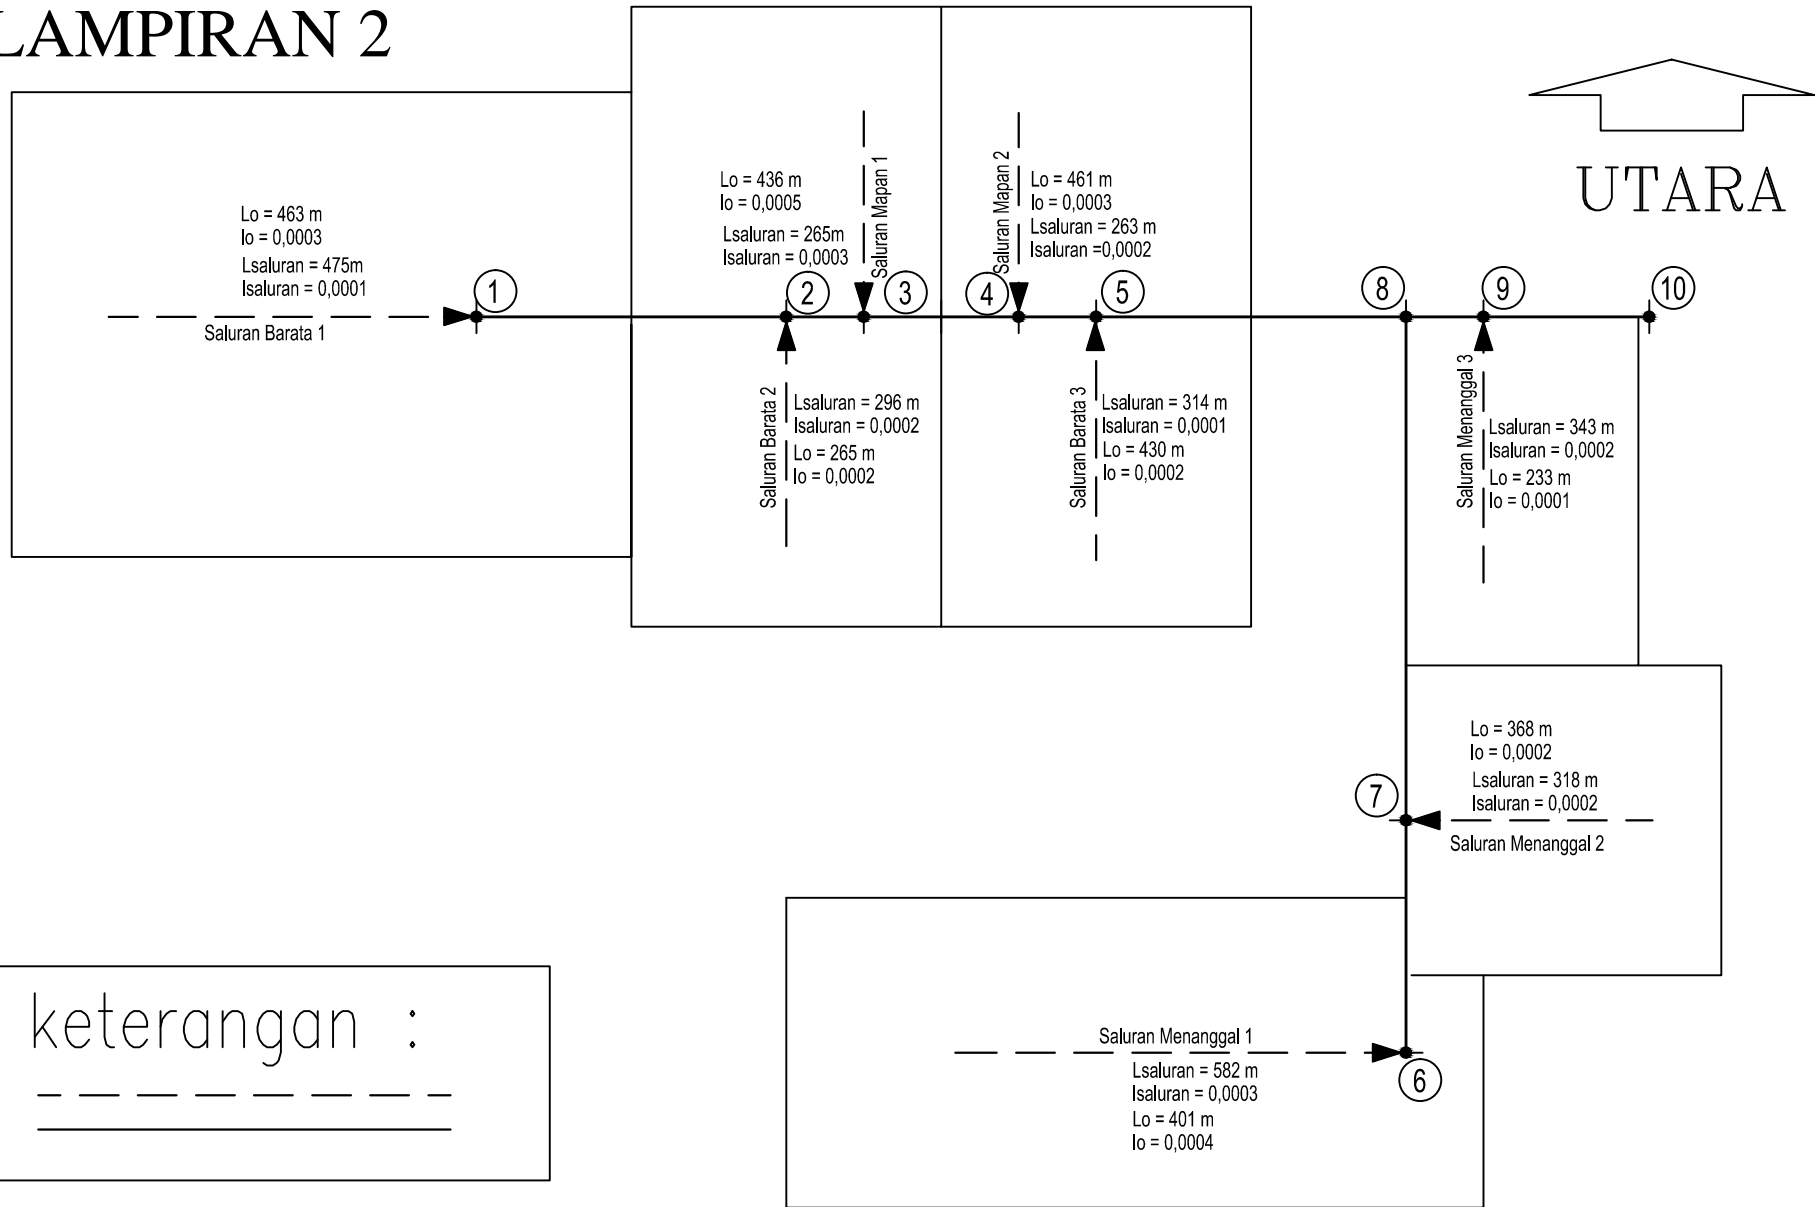 LAMPIRAN 2
UTARA
Lo = 463 m
Io = 0,0003
Lsaluran = 475m
Isaluran = 0,0001
Saluran Barata 1
1
Lo = 436 m
Io = 0,0005
Lsaluran = 265m
Isaluran = 0,0003
Saluran Mapan 1
2
3
Saluran Mapan 2
Lo = 461 m
Io = 0,0003
Lsaluran = 263 m
Isaluran =0,0002
4
5
8
9
10
Saluran Barata 2
Lsaluran = 296 m
Isaluran = 0,0002
Lo = 265 m
Io = 0,0002
Saluran Barata 3
Lsaluran = 314 m
Isaluran = 0,0001
Lo = 430 m
Io = 0,0002
Saluran Menanggal 3
Lsaluran = 343 m
Isaluran = 0,0002
Lo = 233 m
Io = 0,0001
Lo = 368 m
Io = 0,0002
Lsaluran = 318 m
Isaluran = 0,0002
7
Saluran Menanggal 2
Saluran Menanggal 1
Lsaluran = 582 m
Isaluran = 0,0003
Lo = 401 m
Io = 0,0004
6
keterangan :